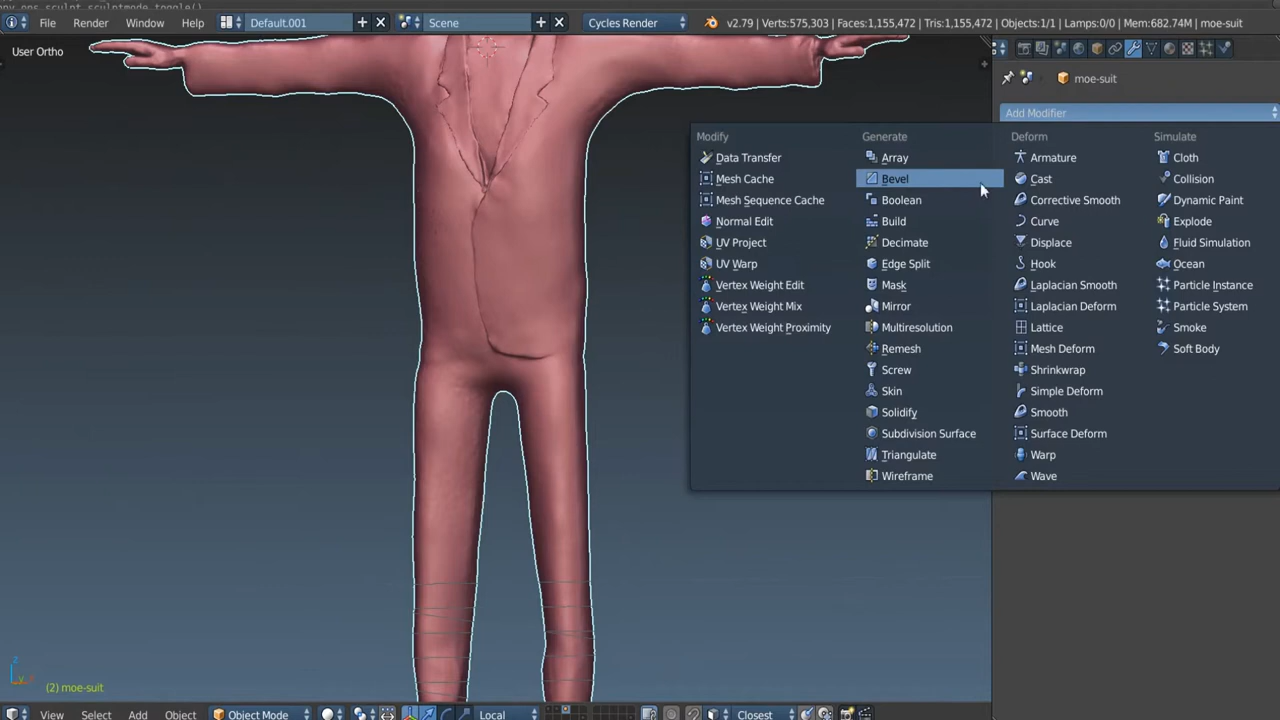 File Render Window Help Default.001 Scene Cycles Render v2.79 | Verts:575,303 | Faces:1,155,472 | Tris:1,155,472 | Objects:1/1 | Lamps:0/0 | Mem:682.74M | moe-suit
User Ortho
moe-suit
Add Modifier
Modify Generate Deform Simulate
Data Transfer Array Armature Cloth
Mesh Cache Bevel Cast Collision
Mesh Sequence Cache Boolean Corrective Smooth Dynamic Paint
Normal Edit Build Curve Explode
UV Project Decimate Displace Fluid Simulation
UV Warp Edge Split Hook Ocean
Vertex Weight Edit Mask Laplacian Smooth Particle Instance
Vertex Weight Mix Mirror Laplacian Deform Particle System
Vertex Weight Proximity Multiresolution Lattice Smoke
Remesh Mesh Deform Soft Body
Screw Shrinkwrap
Skin Simple Deform
Solidify Smooth
Subdivision Surface Surface Deform
Triangulate Warp
Wireframe Wave
(2) moe-suit
View Select Add Object Object Mode Local Closest